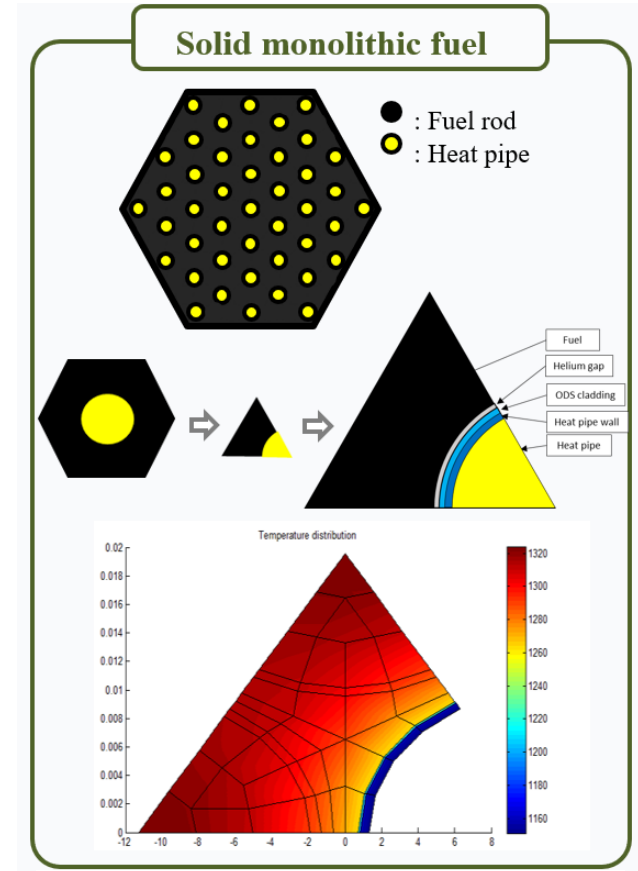 Solid monolithic fuel
: Fuel rod
: Heat pipe
Fuel
Helium gap
ODS cladding
Heat pipe wall
Heat pipe
Temperature distribution
0.02
0.018
0.016
0.014
0.012
0.01
0.008
0.006
0.004
0.002
0
-12 -10 -8 -6 -4 -2 0 2 4 6 8
1320
1300
1280
1260
1240
1220
1200
1180
1160